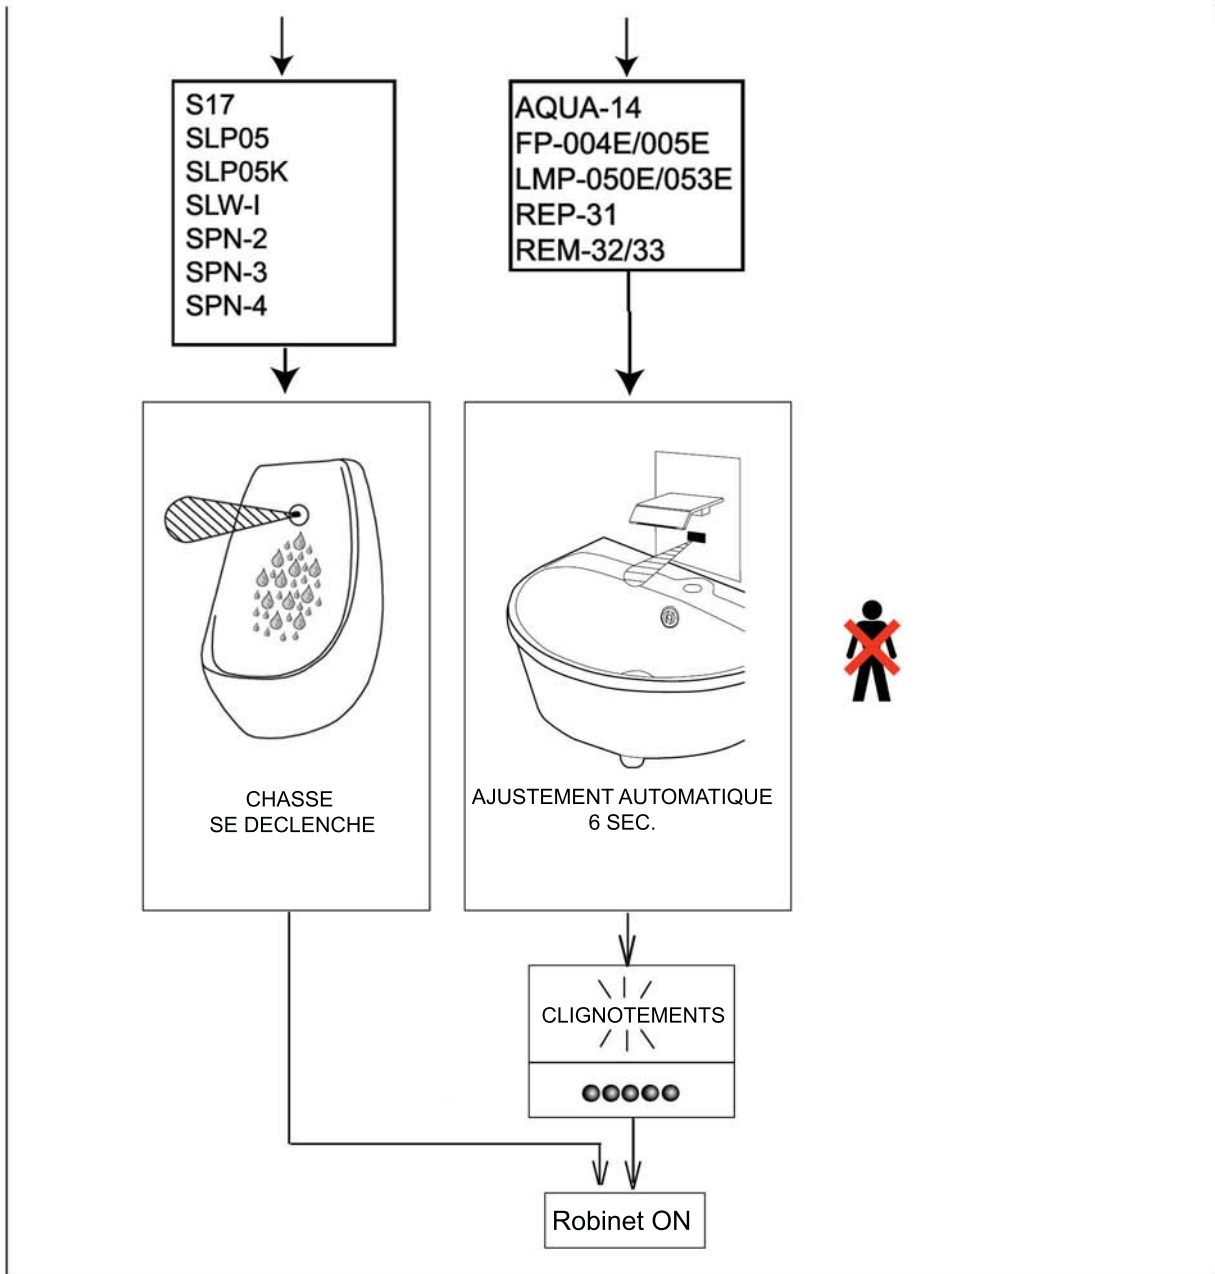 S17
SLP05
SLP05K
SLW-I
SPN-2
SPN-3
SPN-4
AQUA-14
FP-004E/005E
LMP-050E/053E
REP-31
REM-32/33
CHASSE
SE DECLENCHE
AJUSTEMENT AUTOMATIQUE
6 SEC.
CLIGNOTEMENTS
Robinet ON